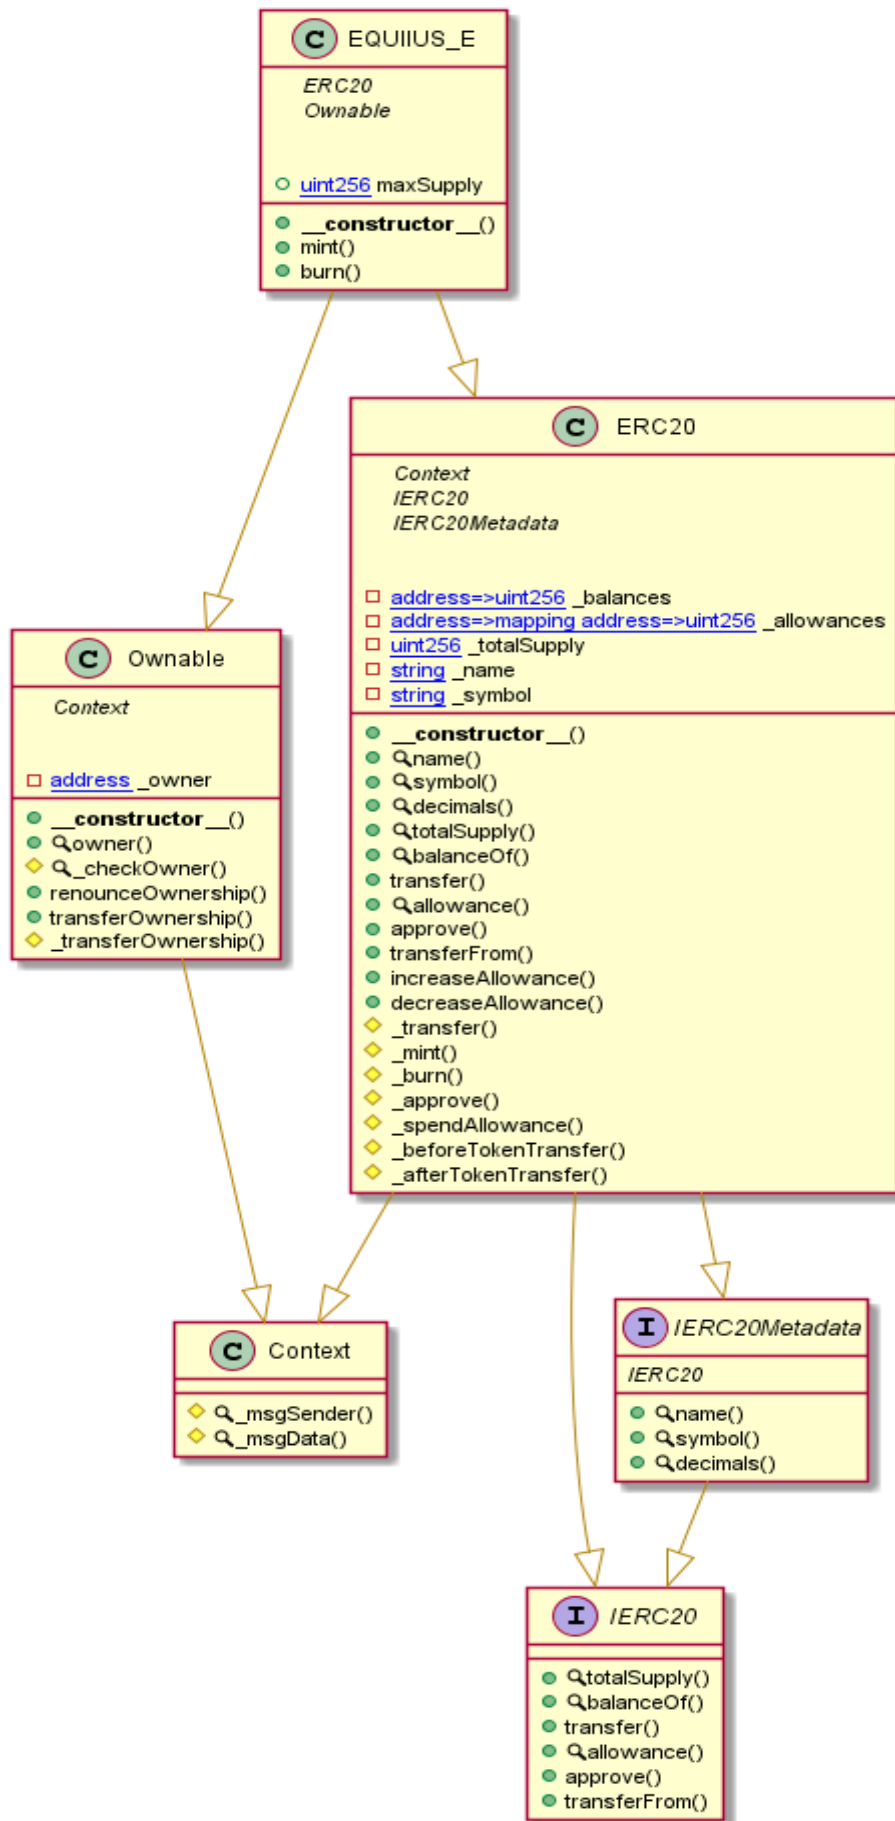 C EQUIIUS_E
ERC20
Ownable
uint256 maxSupply
__constructor__()
mint()
burn()
C ERC20
Context
IERC20
IERC20Metadata
address=>uint256 _balances
address=>mapping address=>uint256 _allowances
uint256 _totalSupply
string _name
string _symbol
__constructor__()
name()
symbol()
decimals()
totalSupply()
balanceOf()
transfer()
allowance()
approve()
transferFrom()
increaseAllowance()
decreaseAllowance()
_transfer()
_mint()
_burn()
_approve()
_spendAllowance()
_beforeTokenTransfer()
_afterTokenTransfer()
C Ownable
Context
address _owner
__constructor__()
owner()
_checkOwner()
renounceOwnership()
transferOwnership()
_transferOwnership()
C Context
_msgSender()
_msgData()
I IERC20Metadata
IERC20
name()
symbol()
decimals()
I IERC20
totalSupply()
balanceOf()
transfer()
allowance()
approve()
transferFrom()